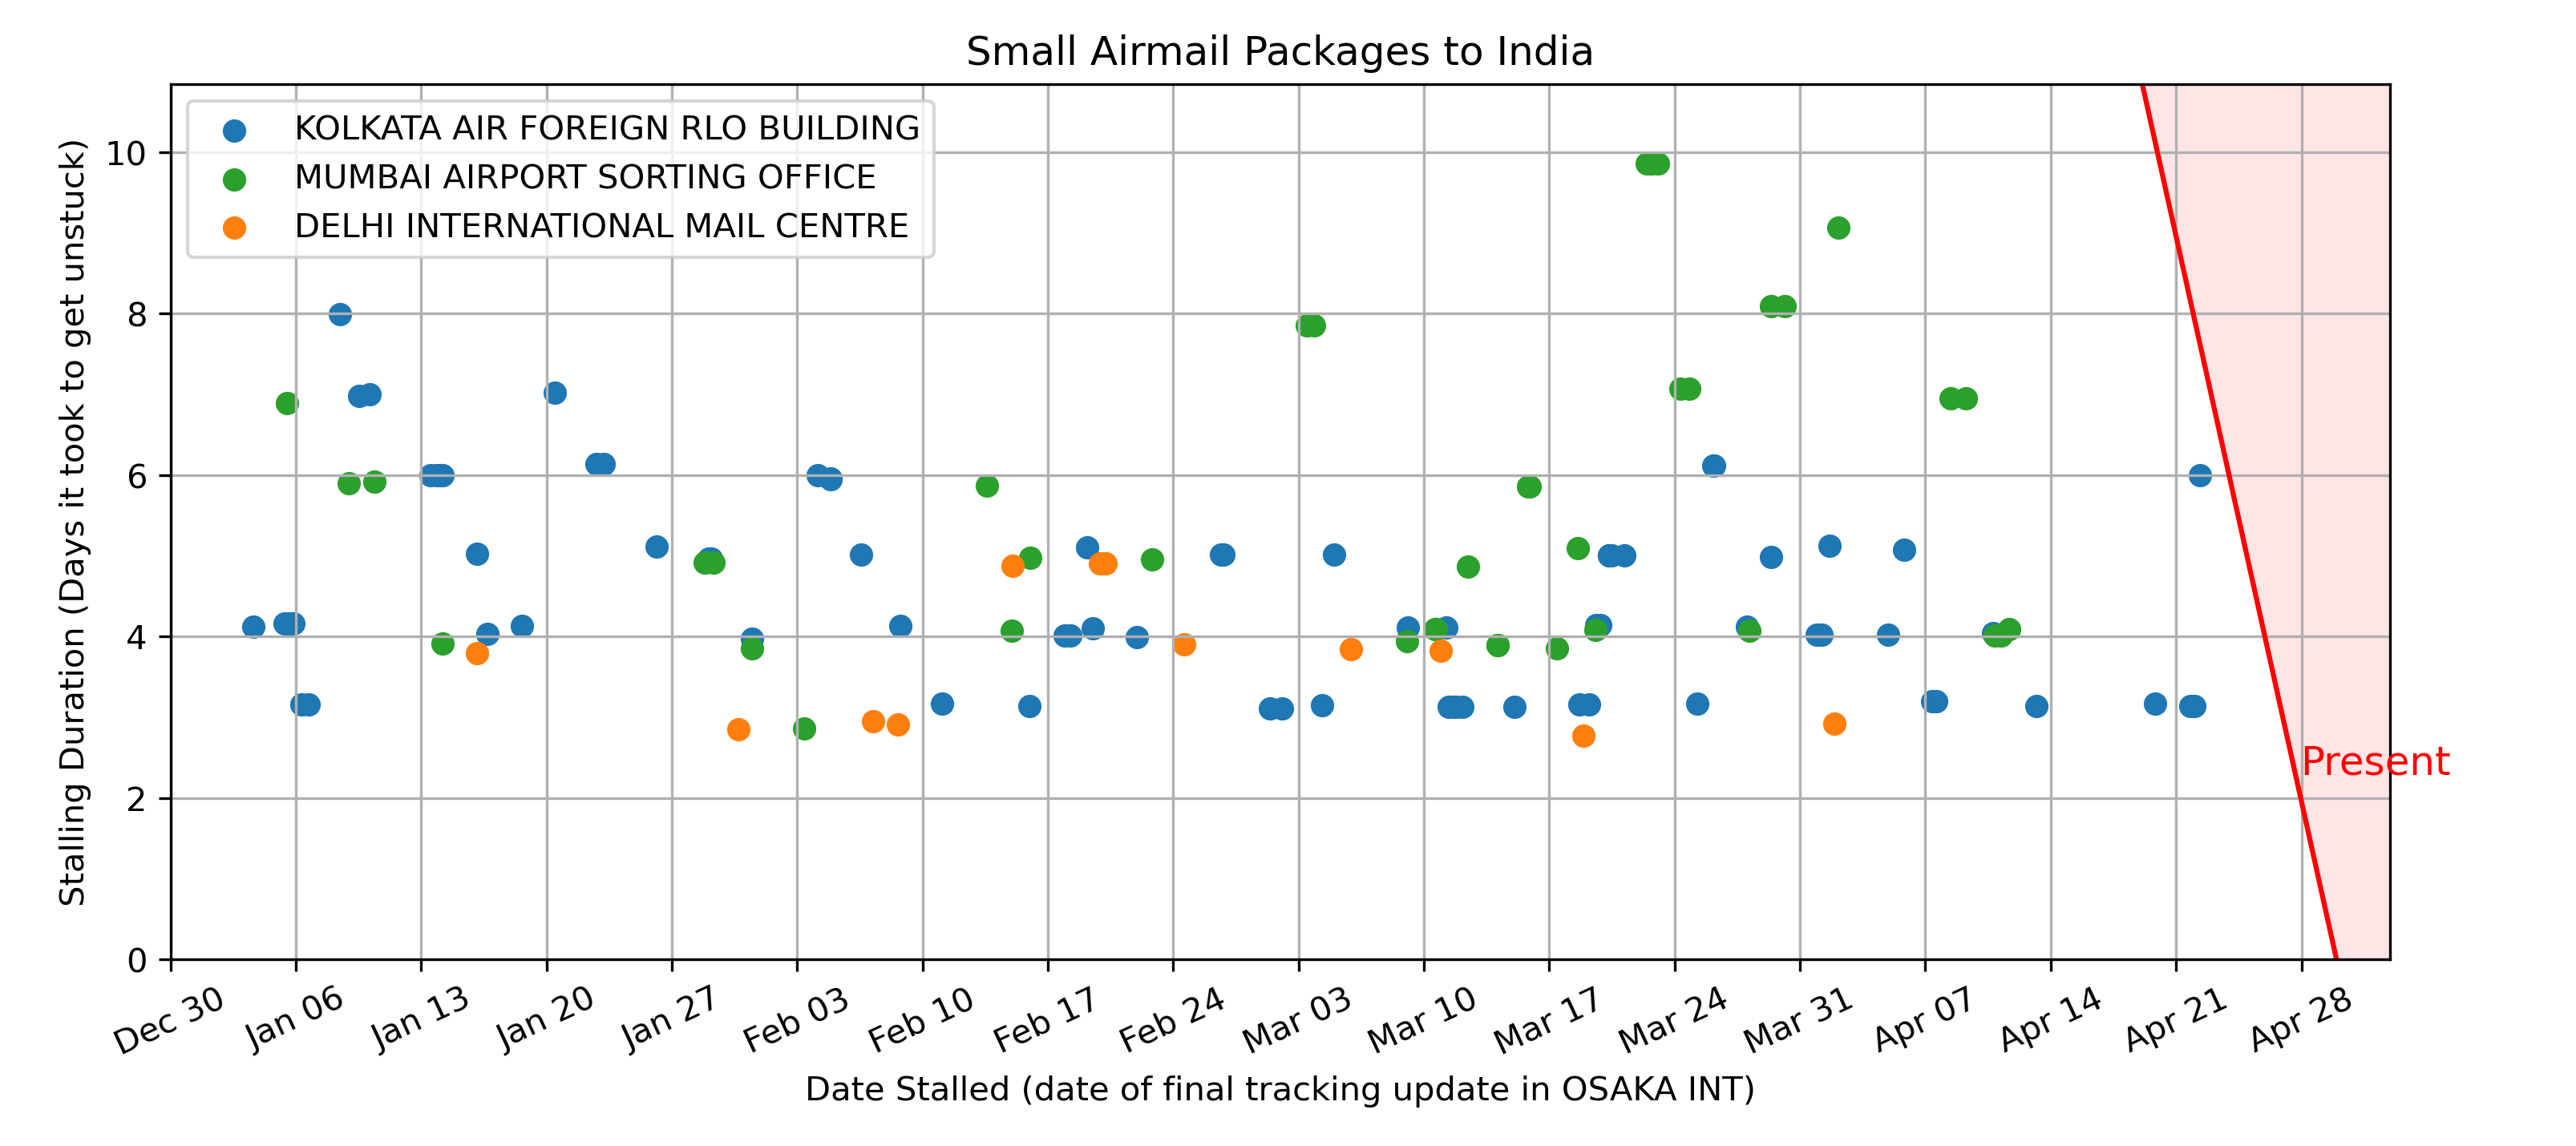 Small Airmail Packages to India
KOLKATA AIR FOREIGN RLO BUILDING
MUMBAI AIRPORT SORTING OFFICE
DELHI INTERNATIONAL MAIL CENTRE
Stalling Duration (Days it took to get unstuck)
10
8
6
4
2
0
Present
Dec 30 Jan 06 Jan 13 Jan 20 Jan 27 Feb 03 Feb 10 Feb 17 Feb 24 Mar 03 Mar 10 Mar 17 Mar 24 Mar 31 Apr 07 Apr 14 Apr 21 Apr 28
Date Stalled (date of final tracking update in OSAKA INT)